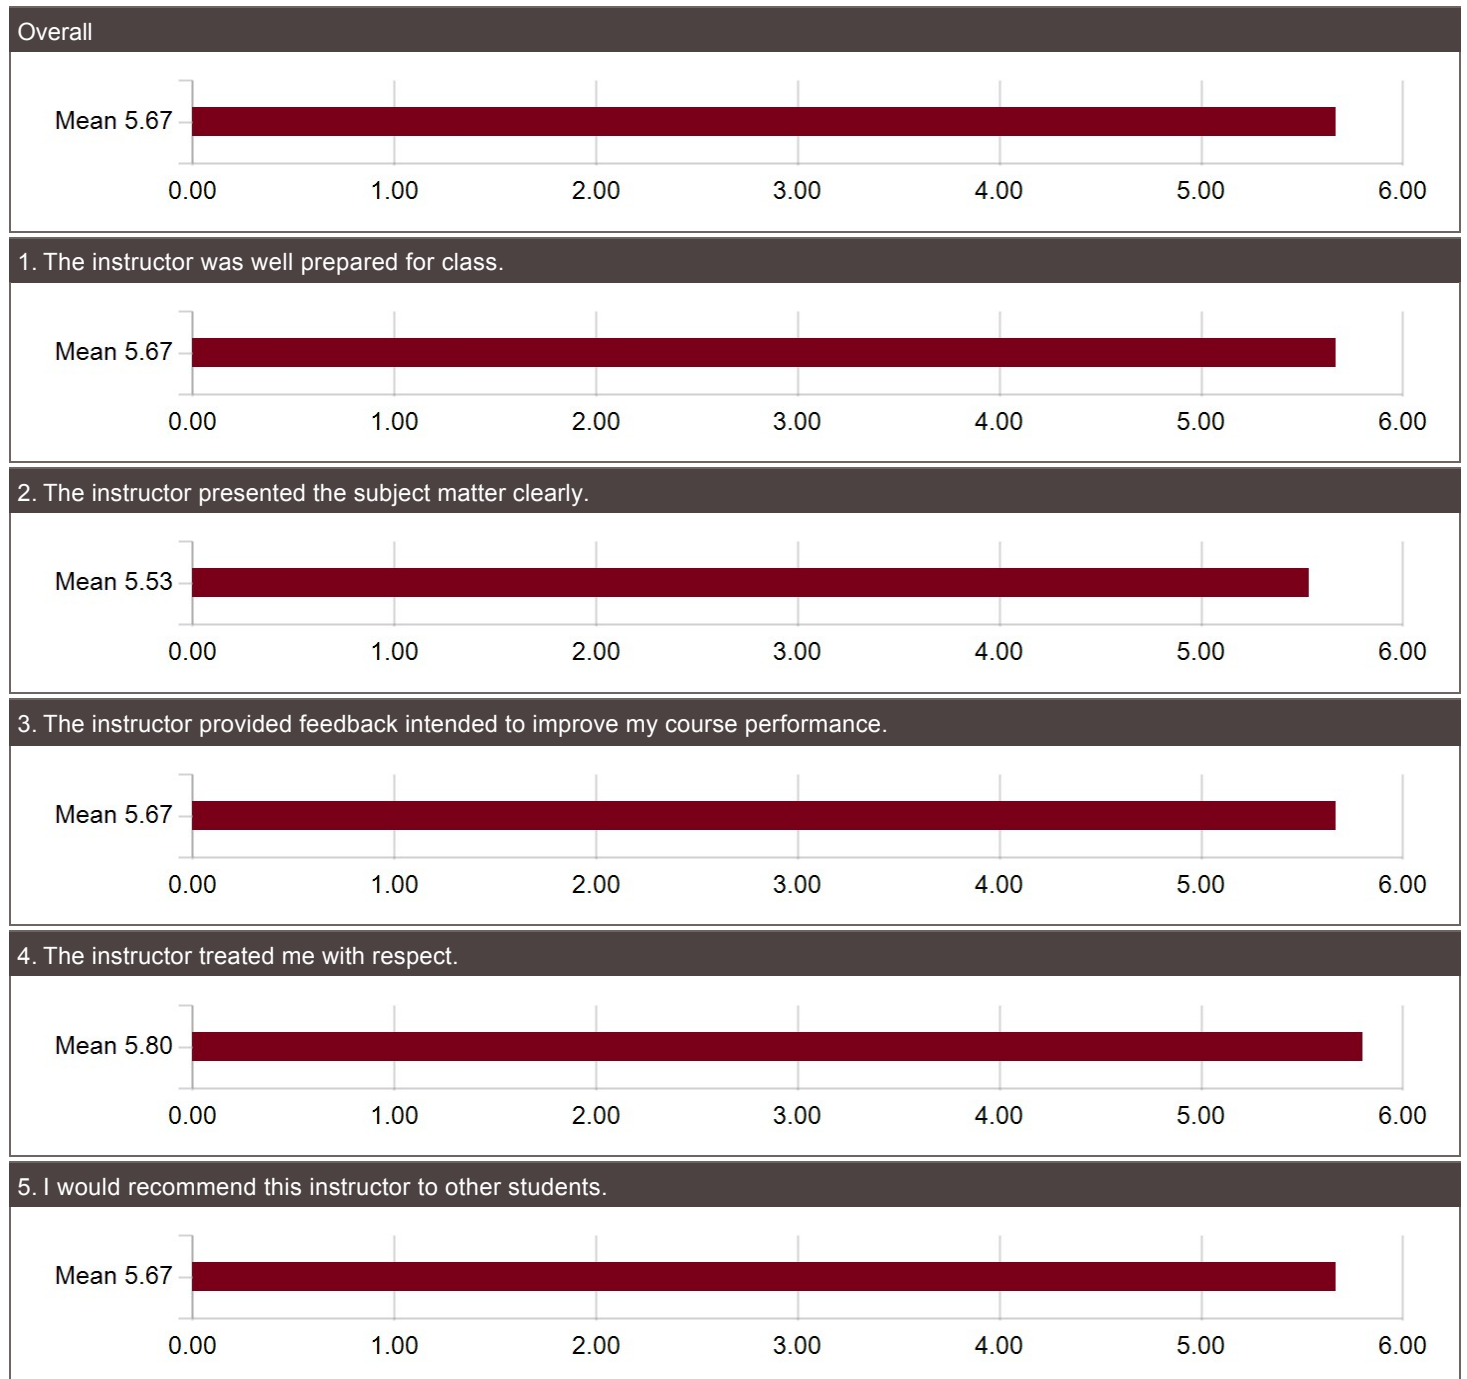 Overall
Mean 5.67
0.00 1.00 2.00 3.00 4.00 5.00 6.00
1. The instructor was well prepared for class.
Mean 5.67
0.00 1.00 2.00 3.00 4.00 5.00 6.00
2. The instructor presented the subject matter clearly.
Mean 5.53
0.00 1.00 2.00 3.00 4.00 5.00 6.00
3. The instructor provided feedback intended to improve my course performance.
Mean 5.67
0.00 1.00 2.00 3.00 4.00 5.00 6.00
4. The instructor treated me with respect.
Mean 5.80
0.00 1.00 2.00 3.00 4.00 5.00 6.00
5. I would recommend this instructor to other students.
Mean 5.67
0.00 1.00 2.00 3.00 4.00 5.00 6.00